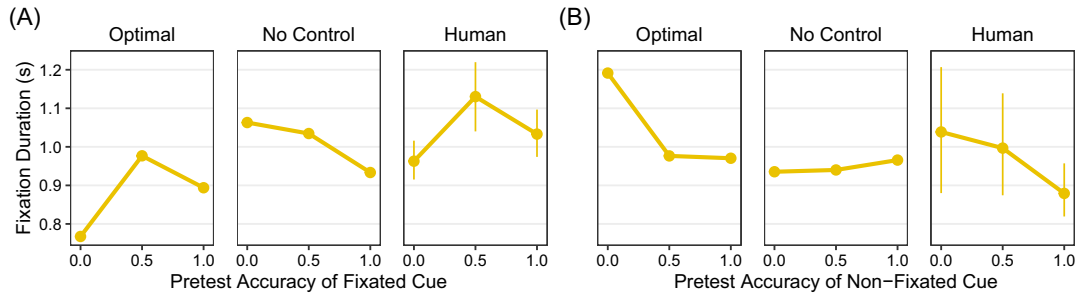 (A)
Optimal
No Control
Human
Fixation Duration (s)
1.2
1.1
1.0
0.9
0.8
0.0 0.5 1.0
0.0 0.5 1.0
0.0 0.5 1.0
Pretest Accuracy of Fixated Cue
(B)
Optimal
No Control
Human
0.0 0.5 1.0
0.0 0.5 1.0
0.0 0.5 1.0
Pretest Accuracy of Non−Fixated Cue